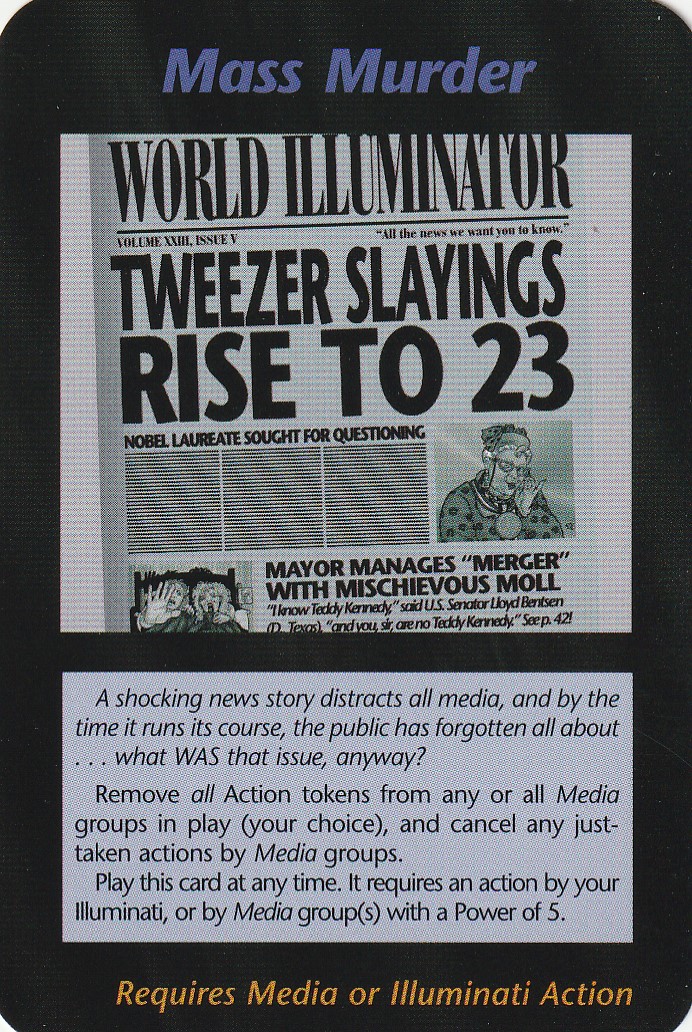 Mass Murder
WORLD ILLUMINATOR
VOLUME XXIII, ISSUE V
"All the news we want you to know."
TWEEZER SLAYINGS
RISE TO 23
NOBEL LAUREATE SOUGHT FOR QUESTIONING
MAYOR MANAGES "MERGER"
WITH MISCHIEVOUS MOLL
"I know Teddy Kennedy," said U.S. Senator Lloyd Bentsen
(D., Texas), "and you, sir, are no Teddy Kennedy." See p. 42!
A shocking news story distracts all media, and by the
time it runs its course, the public has forgotten all about
. . . what WAS that issue, anyway?
Remove all Action tokens from any or all Media
groups in play (your choice), and cancel any just-
taken actions by Media groups.
Play this card at any time. It requires an action by your
Illuminati, or by Media group(s) with a Power of 5.
Requires Media or Illuminati Action